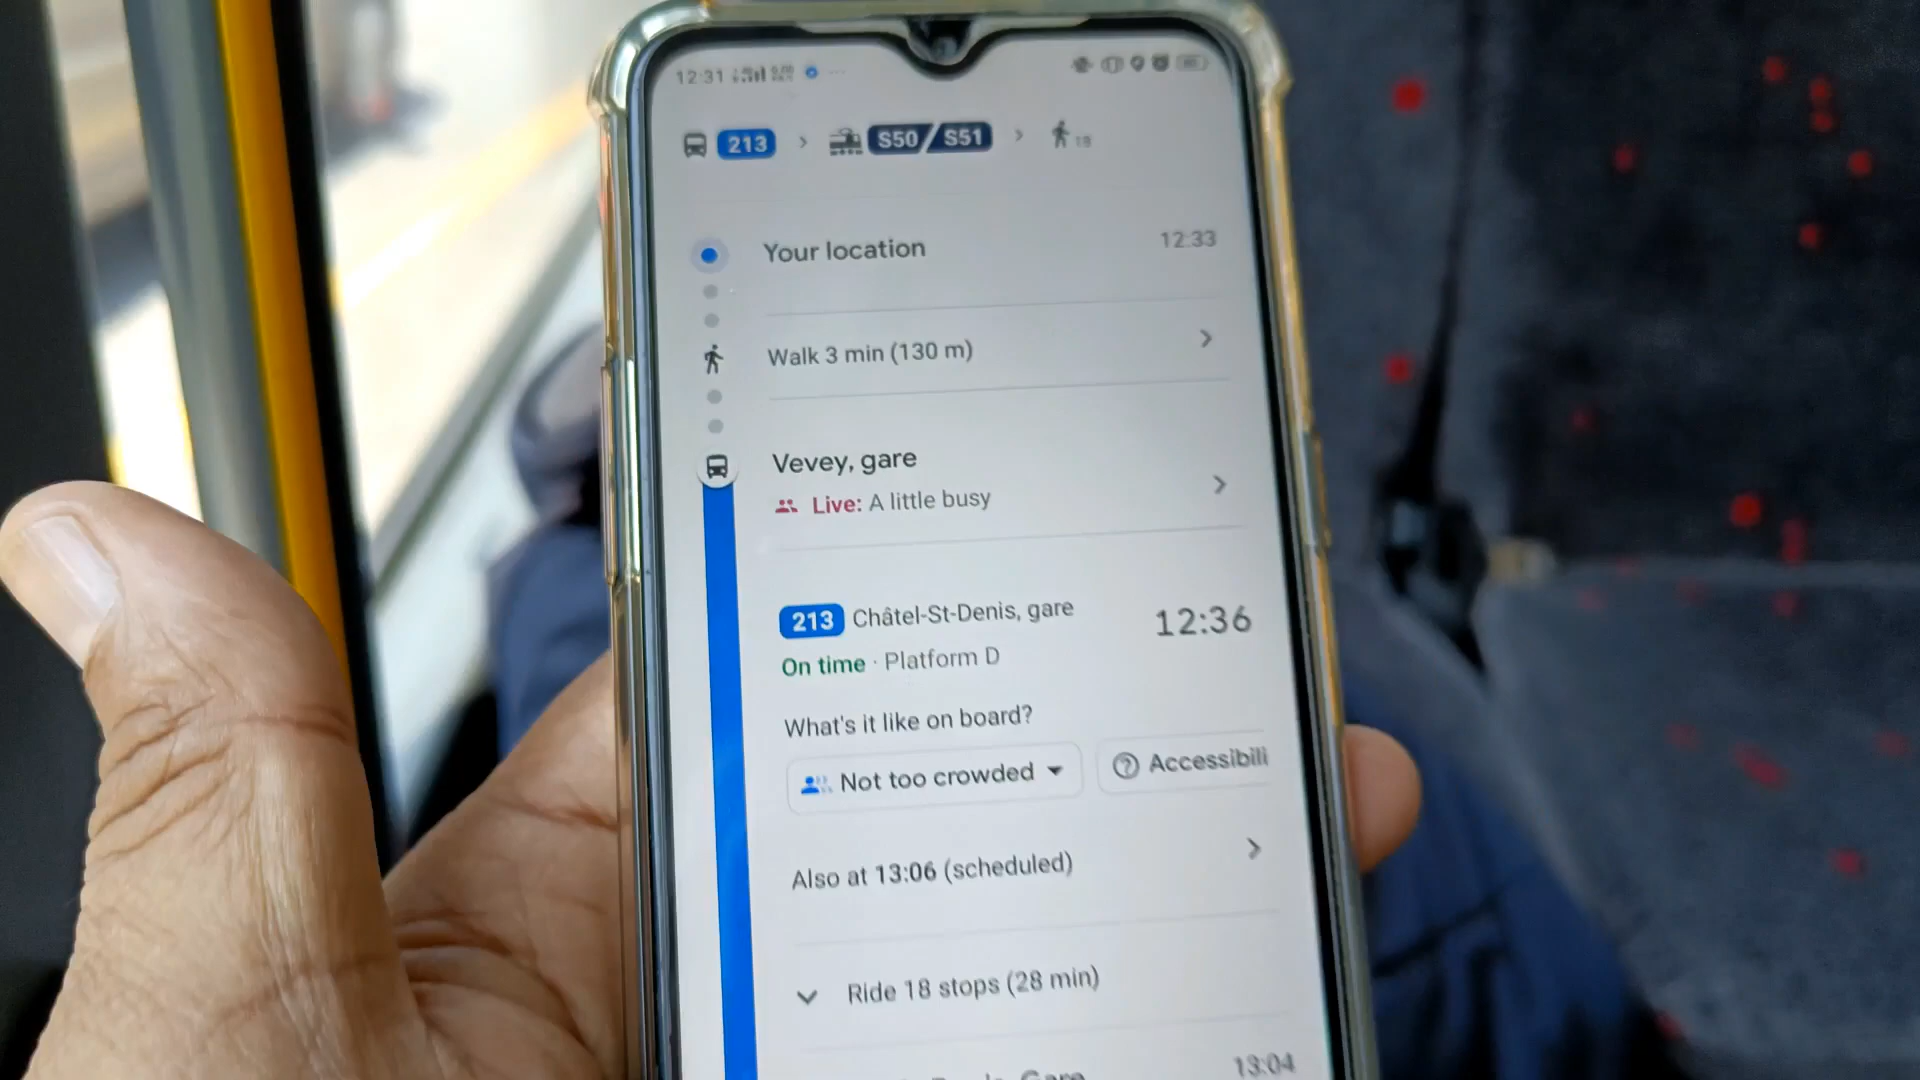 12:31
213 > S50/S51 > 19
Your location 12:33
Walk 3 min (130 m)
Vevey, gare
Live: A little busy
213 Châtel-St-Denis, gare 12:36
On time · Platform D
What's it like on board?
Not too crowded Accessibili
Also at 13:06 (scheduled)
Ride 18 stops (28 min)
Gare 13:04